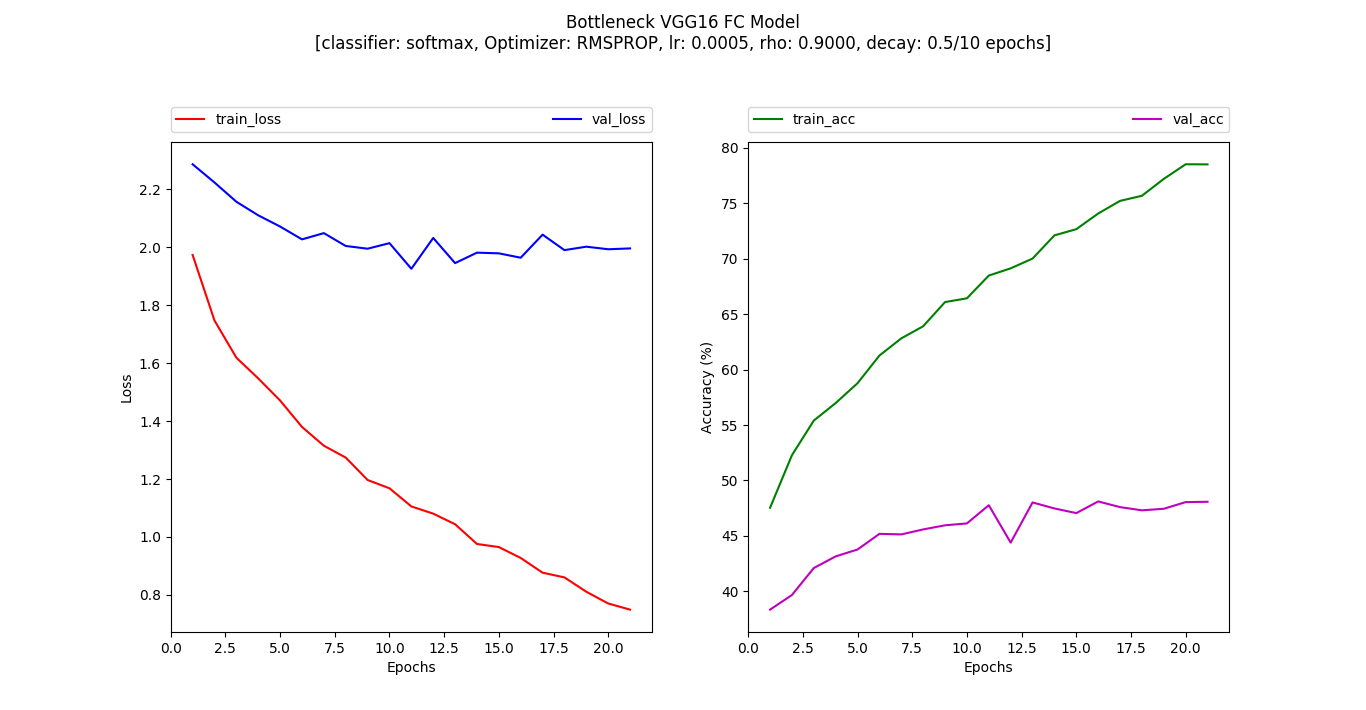 Bottleneck VGG16 FC Model
[classifier: softmax, Optimizer: RMSPROP, lr: 0.0005, rho: 0.9000, decay: 0.5/10 epochs]
train_loss val_loss
2.2
2.0
1.8
1.6
1.4
1.2
1.0
0.8
Loss
0.0 2.5 5.0 7.5 10.0 12.5 15.0 17.5 20.0
Epochs
train_acc val_acc
80
75
70
65
60
55
50
45
40
Accuracy (%)
0.0 2.5 5.0 7.5 10.0 12.5 15.0 17.5 20.0
Epochs